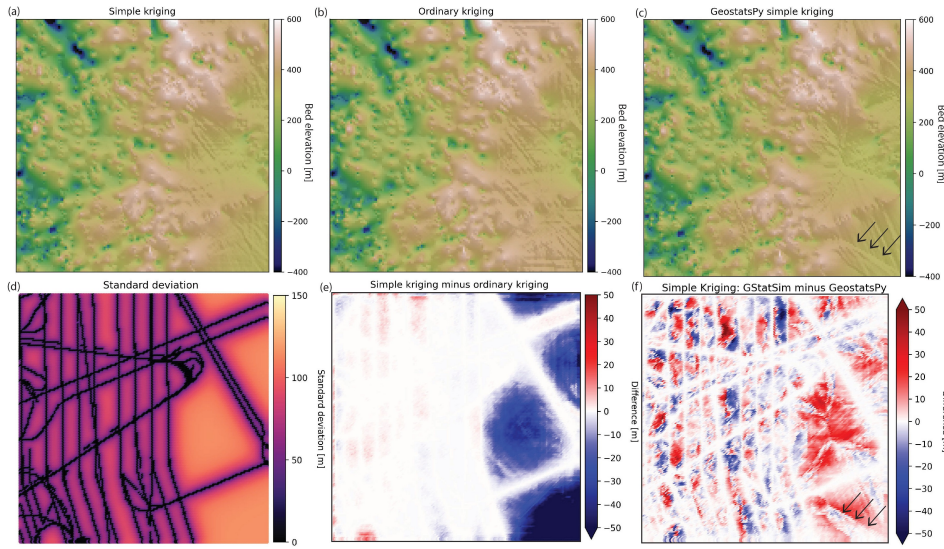 (a)
Simple kriging
(b)
Ordinary kriging
(c)
GeostatsPy simple kriging
600
400
200
0
−200
−400
Bed elevation [m]
600
400
200
0
−200
−400
Bed elevation [m]
600
400
200
0
−200
−400
Bed elevation [m]
(d)
Standard deviation
(e)
Simple kriging minus ordinary kriging
(f)
Simple Kriging: GStatSim minus GeostatsPy
150
100
50
0
Standard deviation [m]
50
40
30
20
10
0
−10
−20
−30
−40
−50
Difference [m]
50
40
30
20
10
0
−10
−20
−30
−40
−50